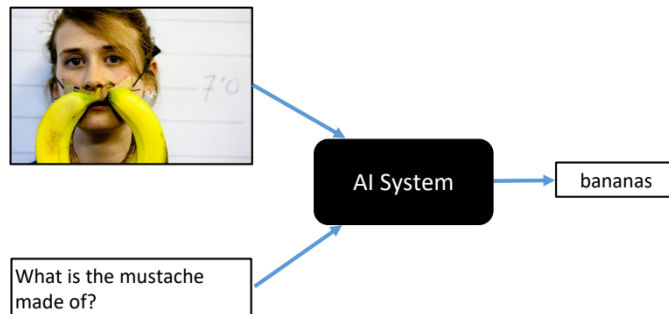 7'0
AI System
bananas
What is the mustache
made of?